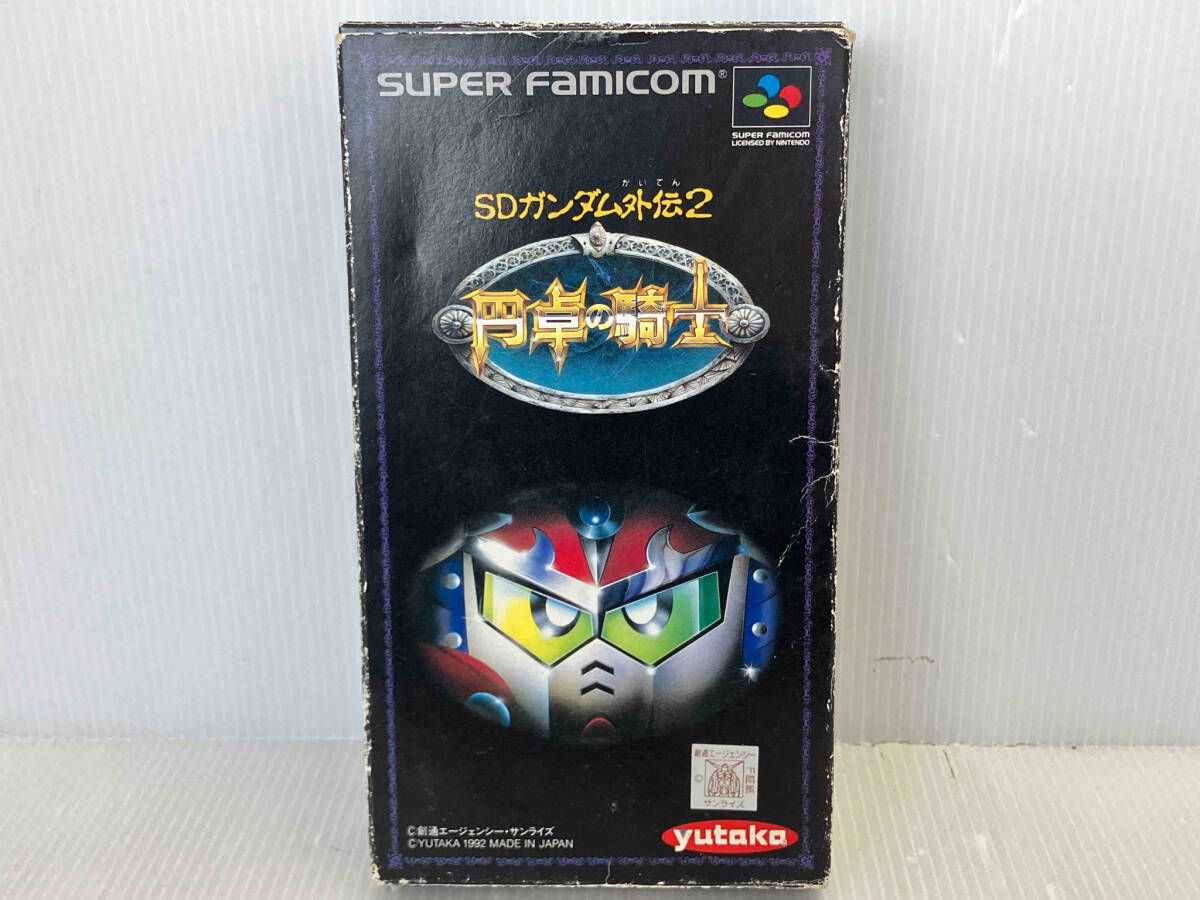 SUPER FAMICOM®
SUPER FAMICOM
LICENSED BY NINTENDO
がいでん
SDガンダム外伝2
円卓の騎士
創通エージェンシー
©
サンライズ
©創通エージェンシー・サンライズ
©YUTAKA 1992 MADE IN JAPAN
yutaka